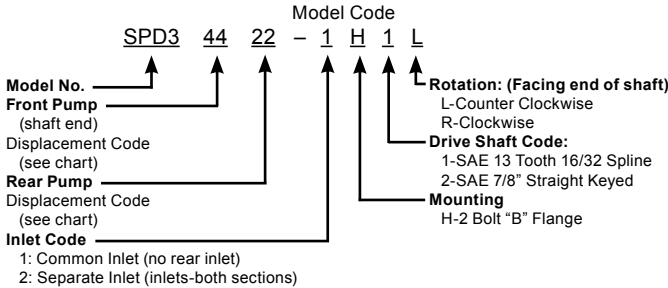 Model Code
SPD3 44 22 – 1 H 1 L
Model No.
Front Pump
(shaft end)
Displacement Code
(see chart)
Rear Pump
Displacement Code
(see chart)
Inlet Code
1: Common Inlet (no rear inlet)
2: Separate Inlet (inlets-both sections)
Rotation: (Facing end of shaft)
L-Counter Clockwise
R-Clockwise
Drive Shaft Code:
1-SAE 13 Tooth 16/32 Spline
2-SAE 7/8” Straight Keyed
Mounting
H-2 Bolt “B” Flange